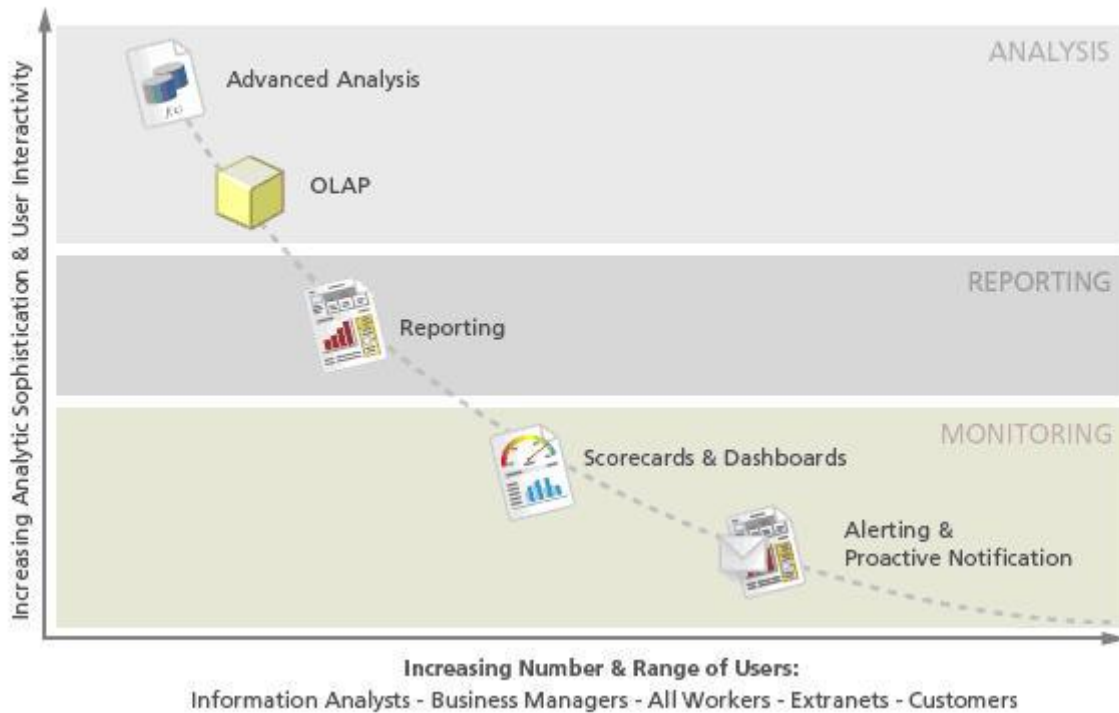 Increasing Analytic Sophistication & User Interactivity
ANALYSIS
Advanced Analysis
OLAP
REPORTING
Reporting
MONITORING
Scorecards & Dashboards
Alerting &
Proactive Notification
Increasing Number & Range of Users:
Information Analysts - Business Managers - All Workers - Extranets - Customers